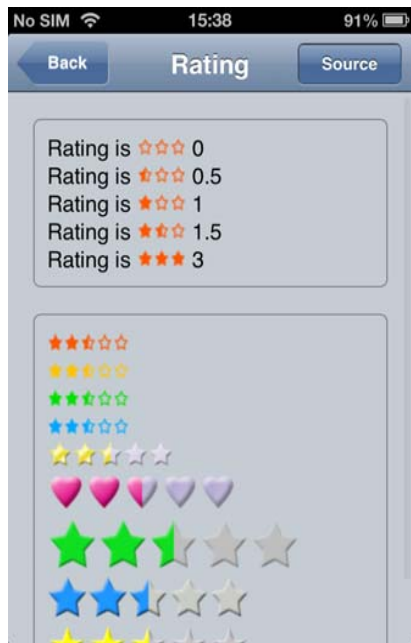 No SIM 15:38 91%
Back Rating Source
Rating is ☆☆☆ 0
Rating is ⯪☆☆ 0.5
Rating is ★☆☆ 1
Rating is ★⯪☆ 1.5
Rating is ★★★ 3